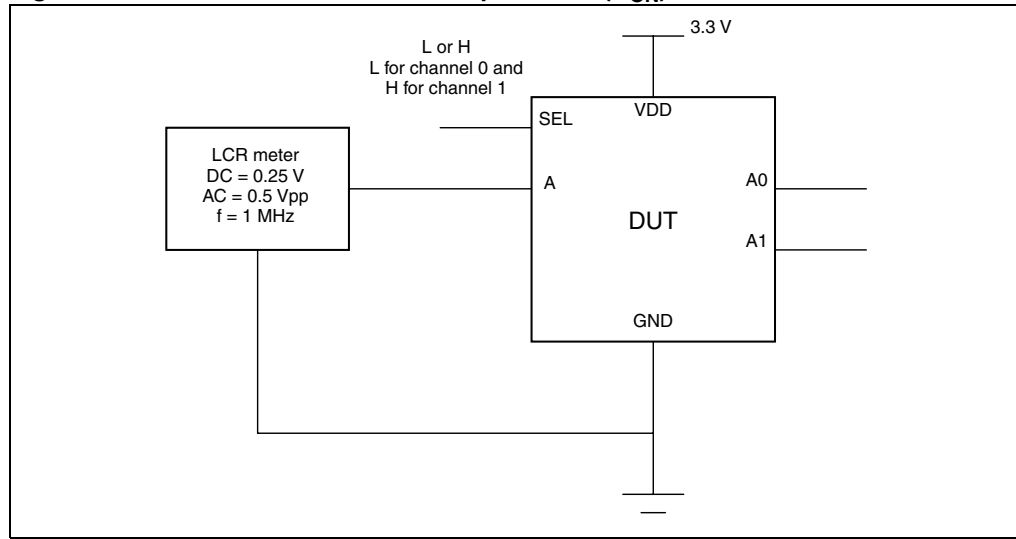 3.3 V
L or H
L for channel 0 and
H for channel 1
VDD
SEL
LCR meter
DC = 0.25 V
AC = 0.5 Vpp
f = 1 MHz
A
A0
DUT
A1
GND